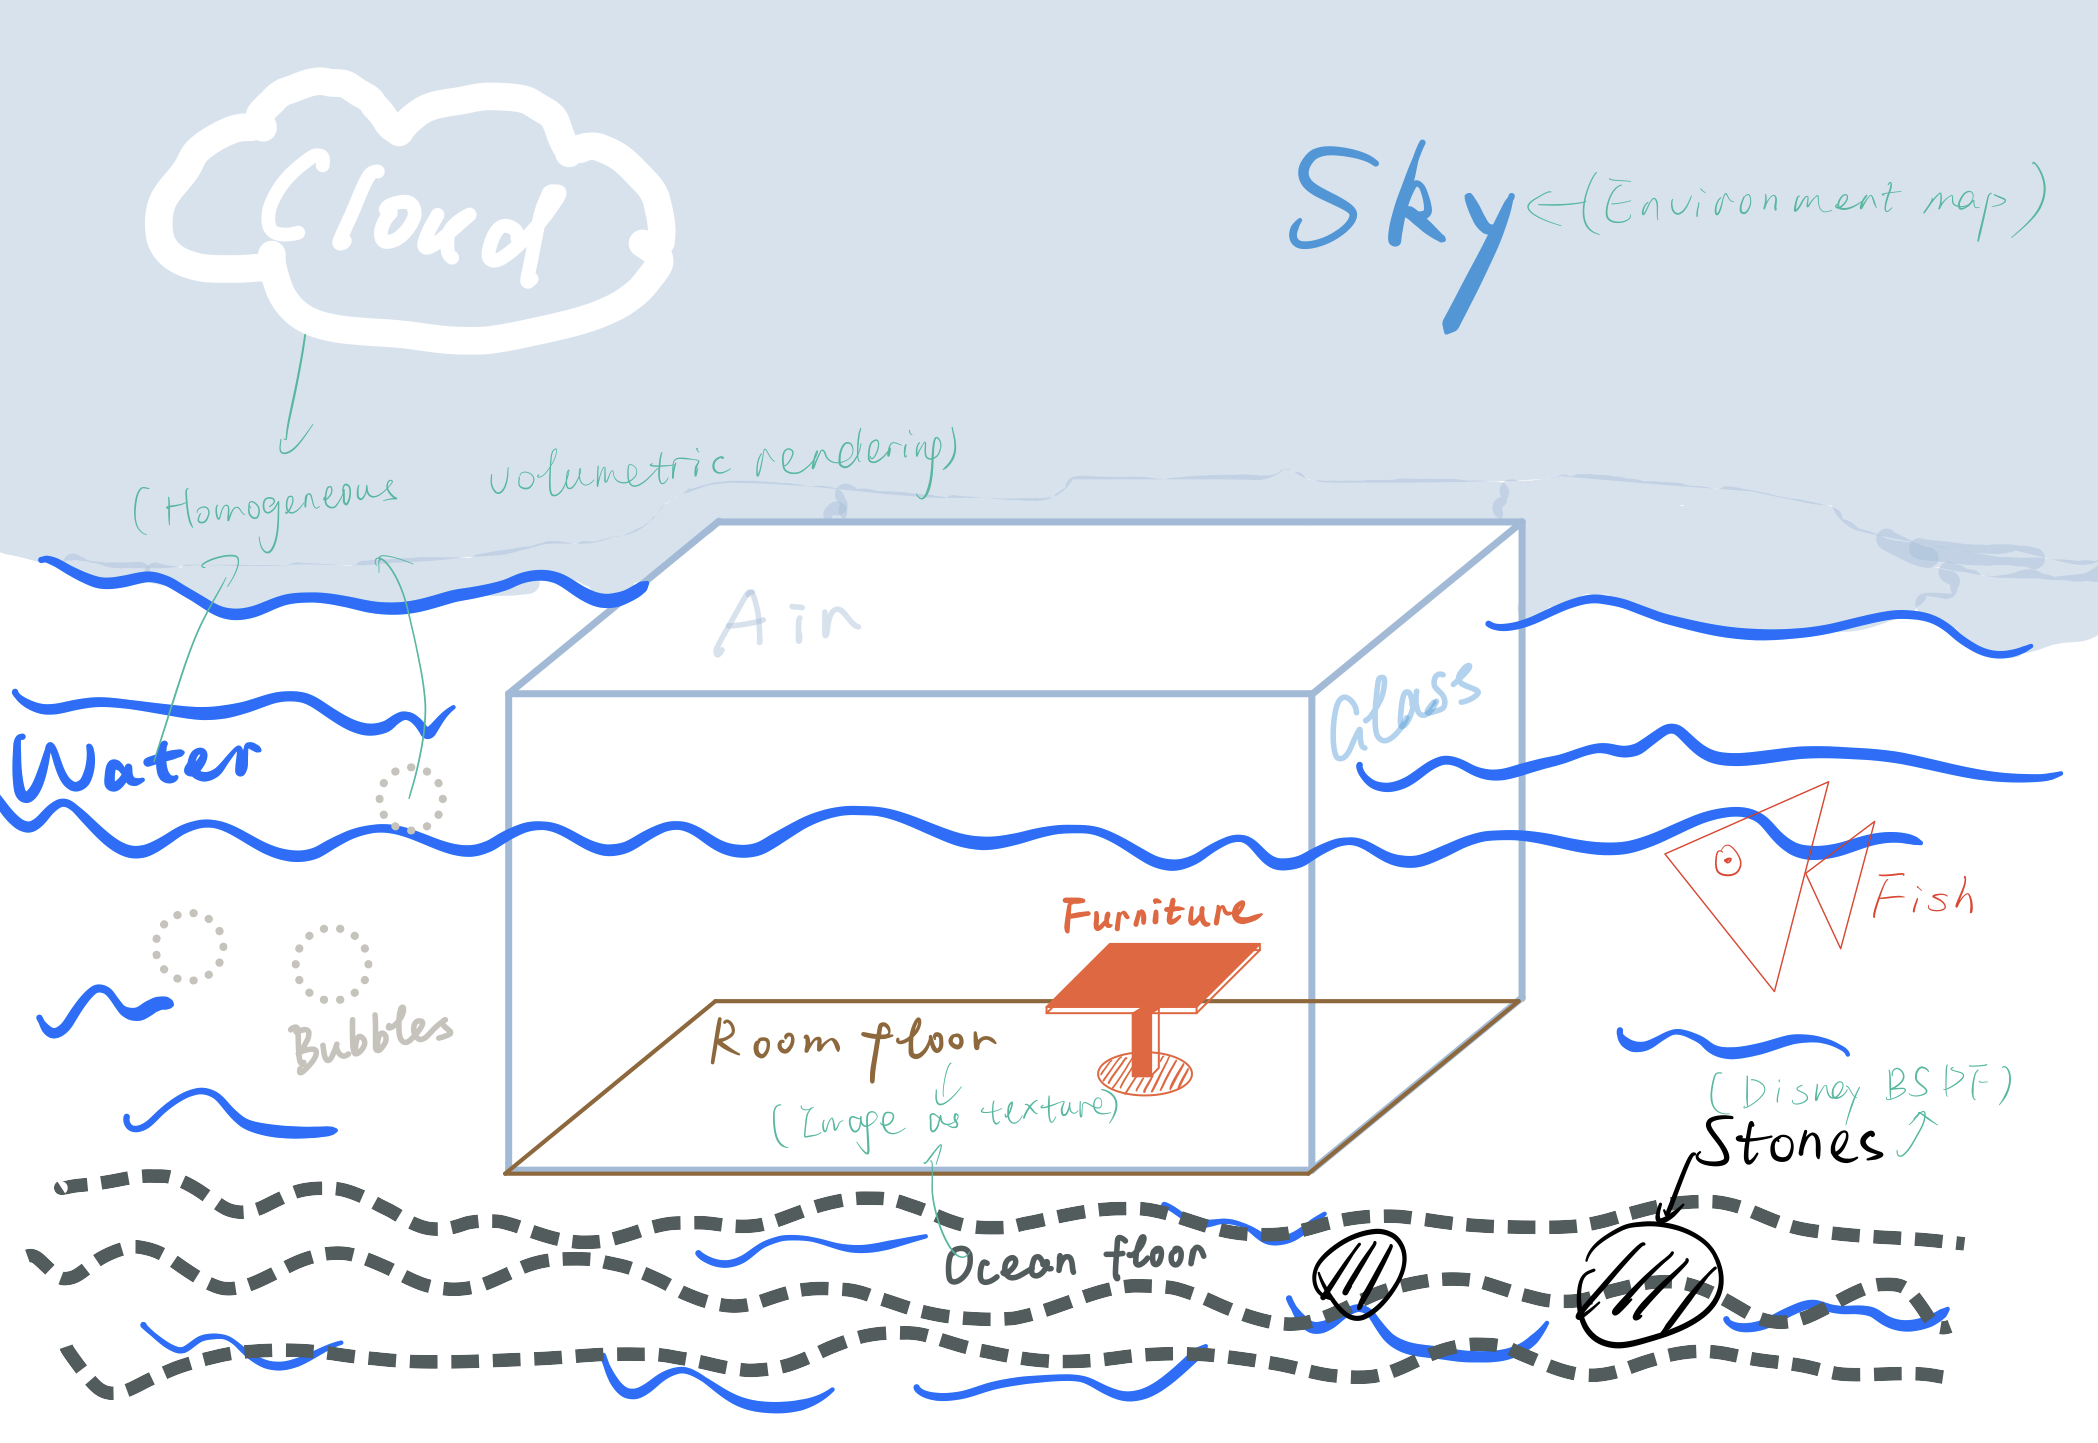 Cloud
Sky
(Environment map)
(Homogeneous volumetric rendering)
Air
Glass
Water
Furniture
Fish
Bubbles
Room floor
(Image as texture)
(Disney BSDF)
Stones
Ocean floor